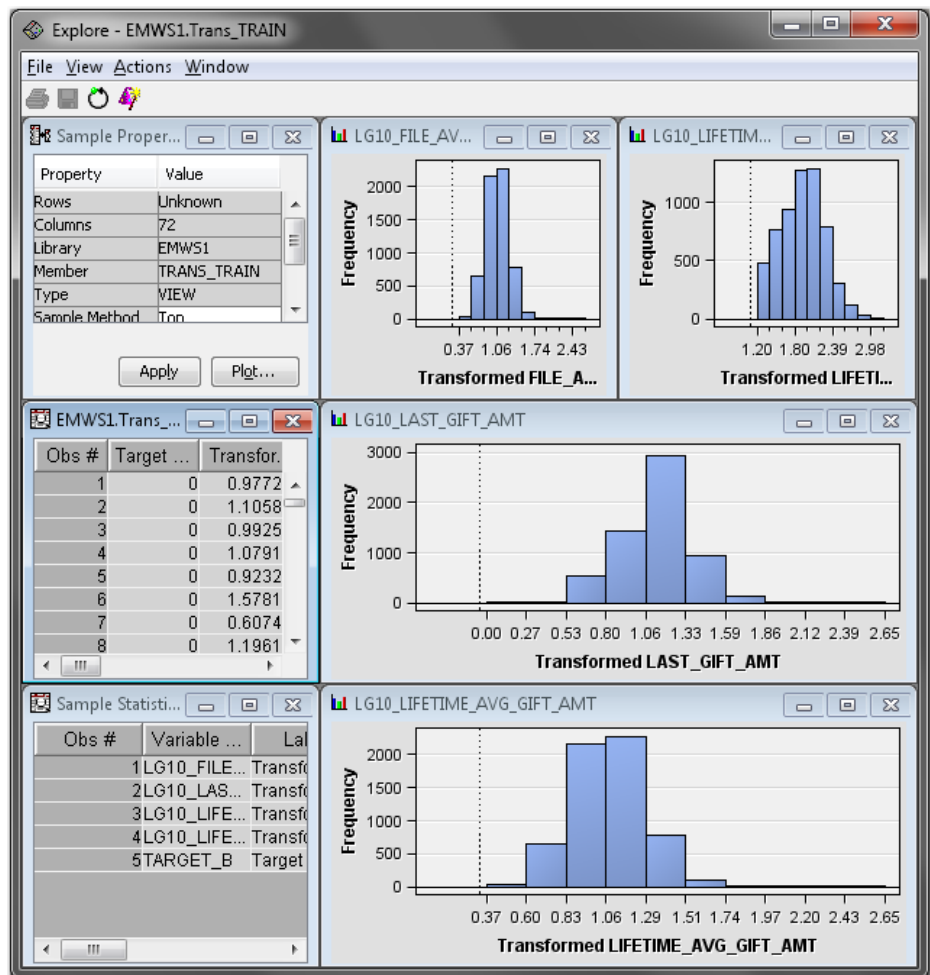 Explore - EMWS1.Trans_TRAIN
File View Actions Window
Sample Proper...
Property Value
Rows Unknown
Columns 72
Library EMWS1
Member TRANS_TRAIN
Type VIEW
Sample Method Top
Apply Plot...
LG10_FILE_AV...
Frequency
2000
1500
1000
500
0
0.37 1.06 1.74 2.43
Transformed FILE_A...
LG10_LIFETIM...
Frequency
1000
500
0
1.20 1.80 2.39 2.98
Transformed LIFETI...
EMWS1.Trans_...
Obs # Target ... Transfor.
1 0 0.9772
2 0 1.1058
3 0 0.9925
4 0 1.0791
5 0 0.9232
6 0 1.5781
7 0 0.6074
8 0 1.1961
LG10_LAST_GIFT_AMT
Frequency
3000
2000
1000
0
0.00 0.27 0.53 0.80 1.06 1.33 1.59 1.86 2.12 2.39 2.65
Transformed LAST_GIFT_AMT
Sample Statisti...
Obs # Variable ... Lal
1 LG10_FILE... Transfo
2 LG10_LAS... Transfo
3 LG10_LIFE... Transfo
4 LG10_LIFE... Transfo
5 TARGET_B Target
LG10_LIFETIME_AVG_GIFT_AMT
Frequency
2000
1500
1000
500
0
0.37 0.60 0.83 1.06 1.29 1.51 1.74 1.97 2.20 2.43 2.65
Transformed LIFETIME_AVG_GIFT_AMT